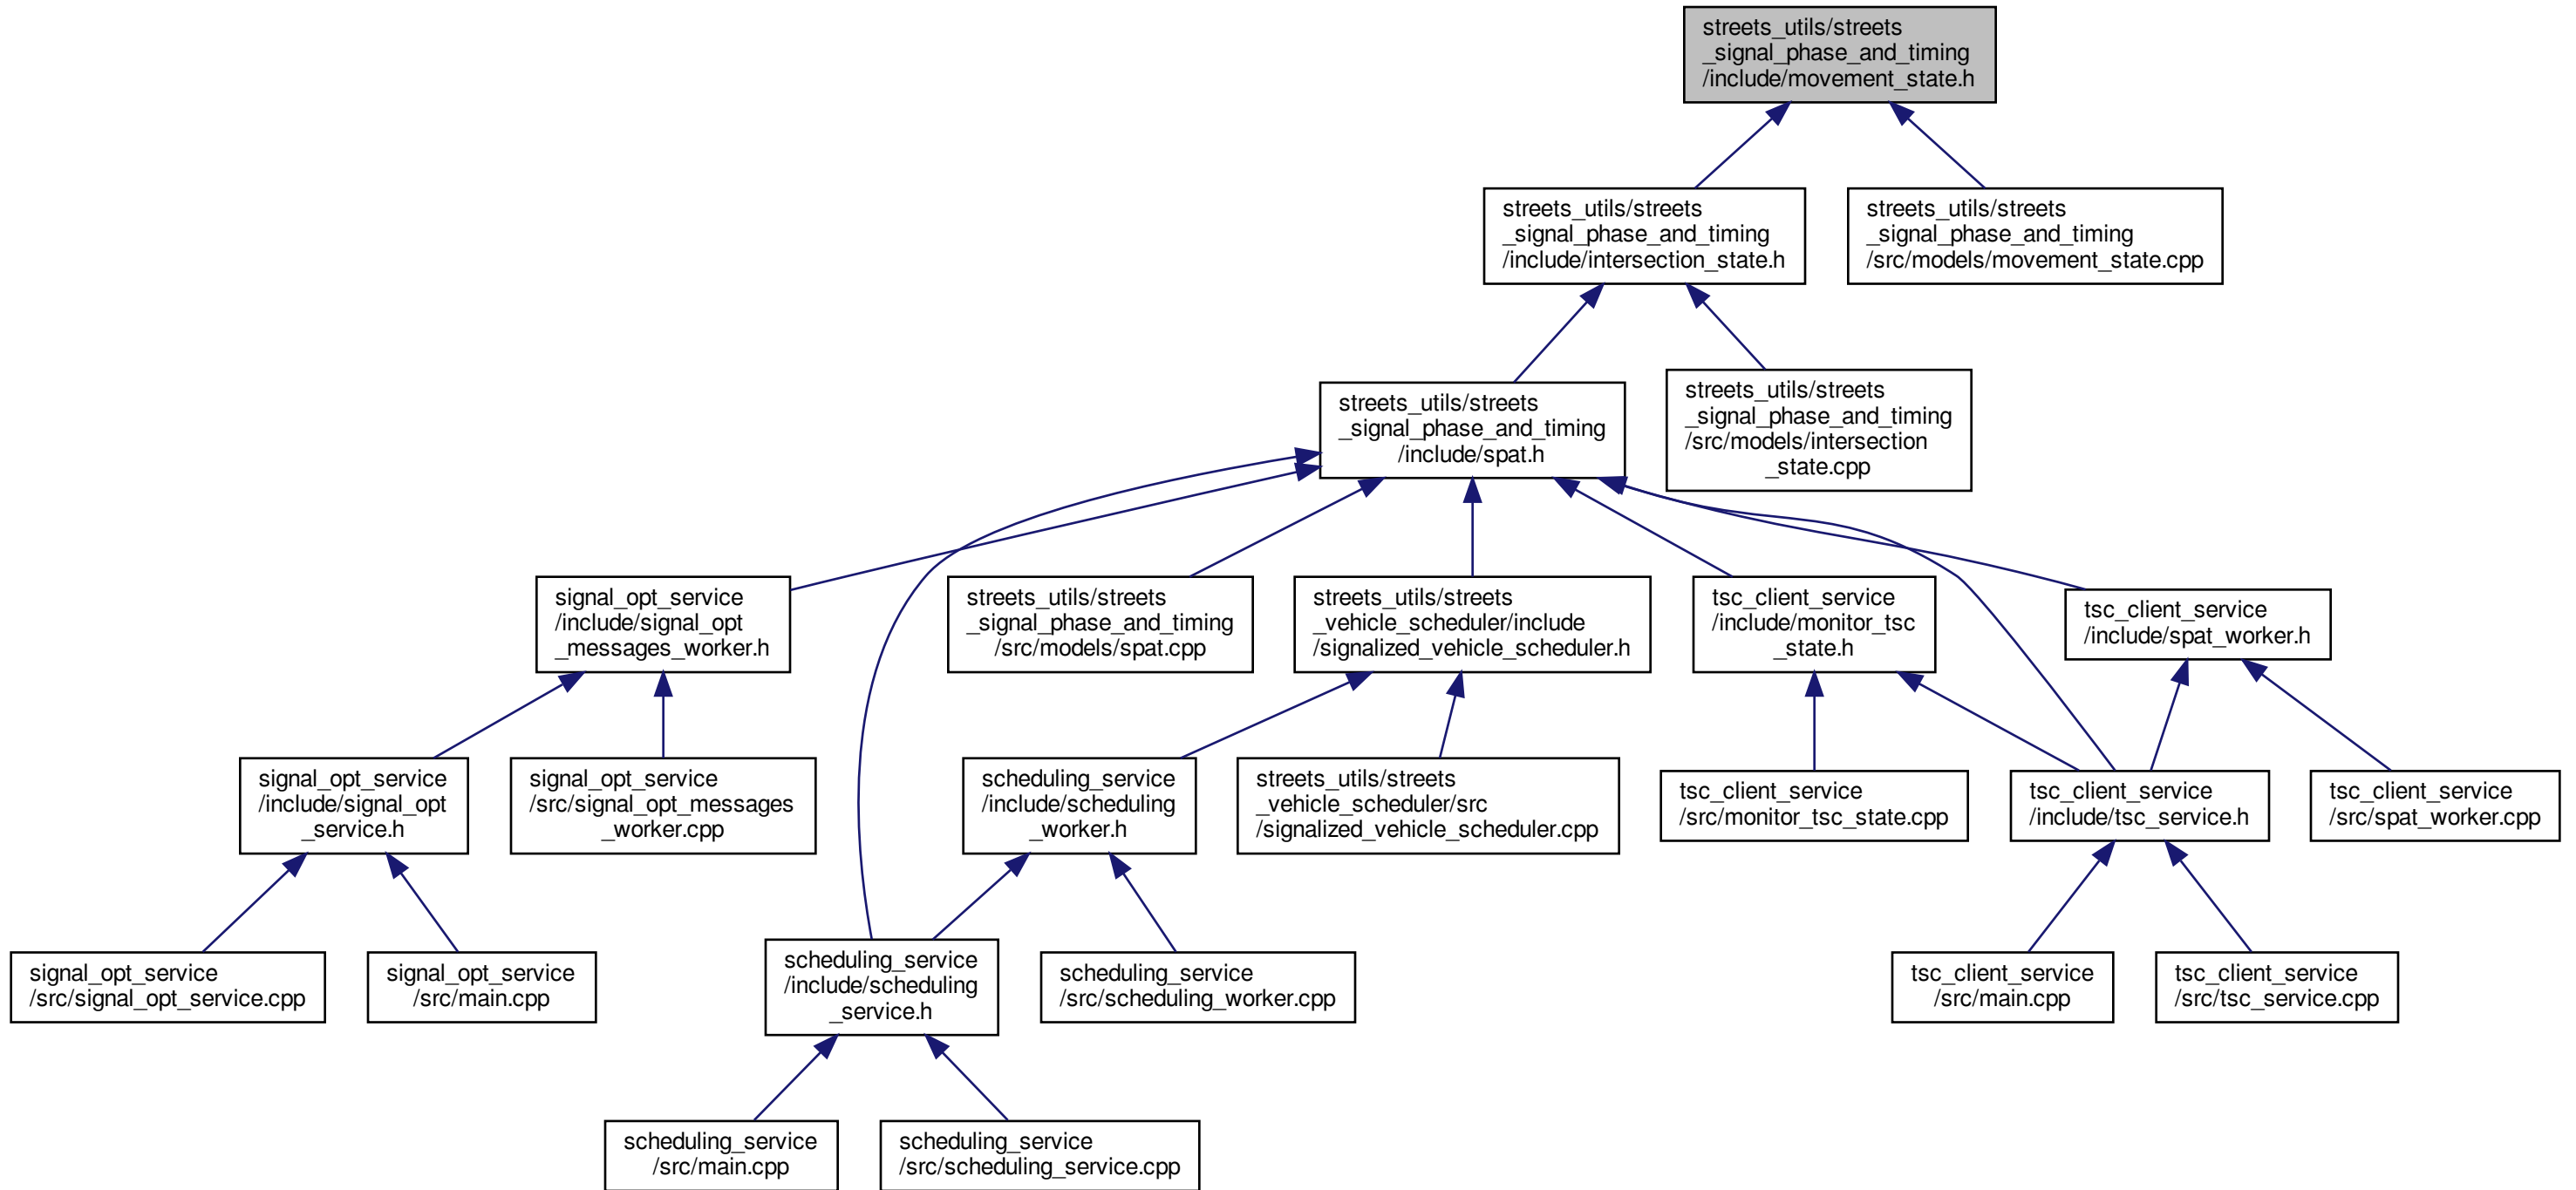 streets_utils/streets
_signal_phase_and_timing
/include/movement_state.h
streets_utils/streets
_signal_phase_and_timing
/include/intersection_state.h
streets_utils/streets
_signal_phase_and_timing
/src/models/movement_state.cpp
streets_utils/streets
_signal_phase_and_timing
/include/spat.h
streets_utils/streets
_signal_phase_and_timing
/src/models/intersection
_state.cpp
signal_opt_service
/include/signal_opt
_messages_worker.h
streets_utils/streets
_signal_phase_and_timing
/src/models/spat.cpp
streets_utils/streets
_vehicle_scheduler/include
/signalized_vehicle_scheduler.h
tsc_client_service
/include/monitor_tsc
_state.h
tsc_client_service
/include/spat_worker.h
signal_opt_service
/include/signal_opt
_service.h
signal_opt_service
/src/signal_opt_messages
_worker.cpp
scheduling_service
/include/scheduling
_worker.h
streets_utils/streets
_vehicle_scheduler/src
/signalized_vehicle_scheduler.cpp
tsc_client_service
/src/monitor_tsc_state.cpp
tsc_client_service
/include/tsc_service.h
tsc_client_service
/src/spat_worker.cpp
signal_opt_service
/src/signal_opt_service.cpp
signal_opt_service
/src/main.cpp
scheduling_service
/include/scheduling
_service.h
scheduling_service
/src/scheduling_worker.cpp
tsc_client_service
/src/main.cpp
tsc_client_service
/src/tsc_service.cpp
scheduling_service
/src/main.cpp
scheduling_service
/src/scheduling_service.cpp